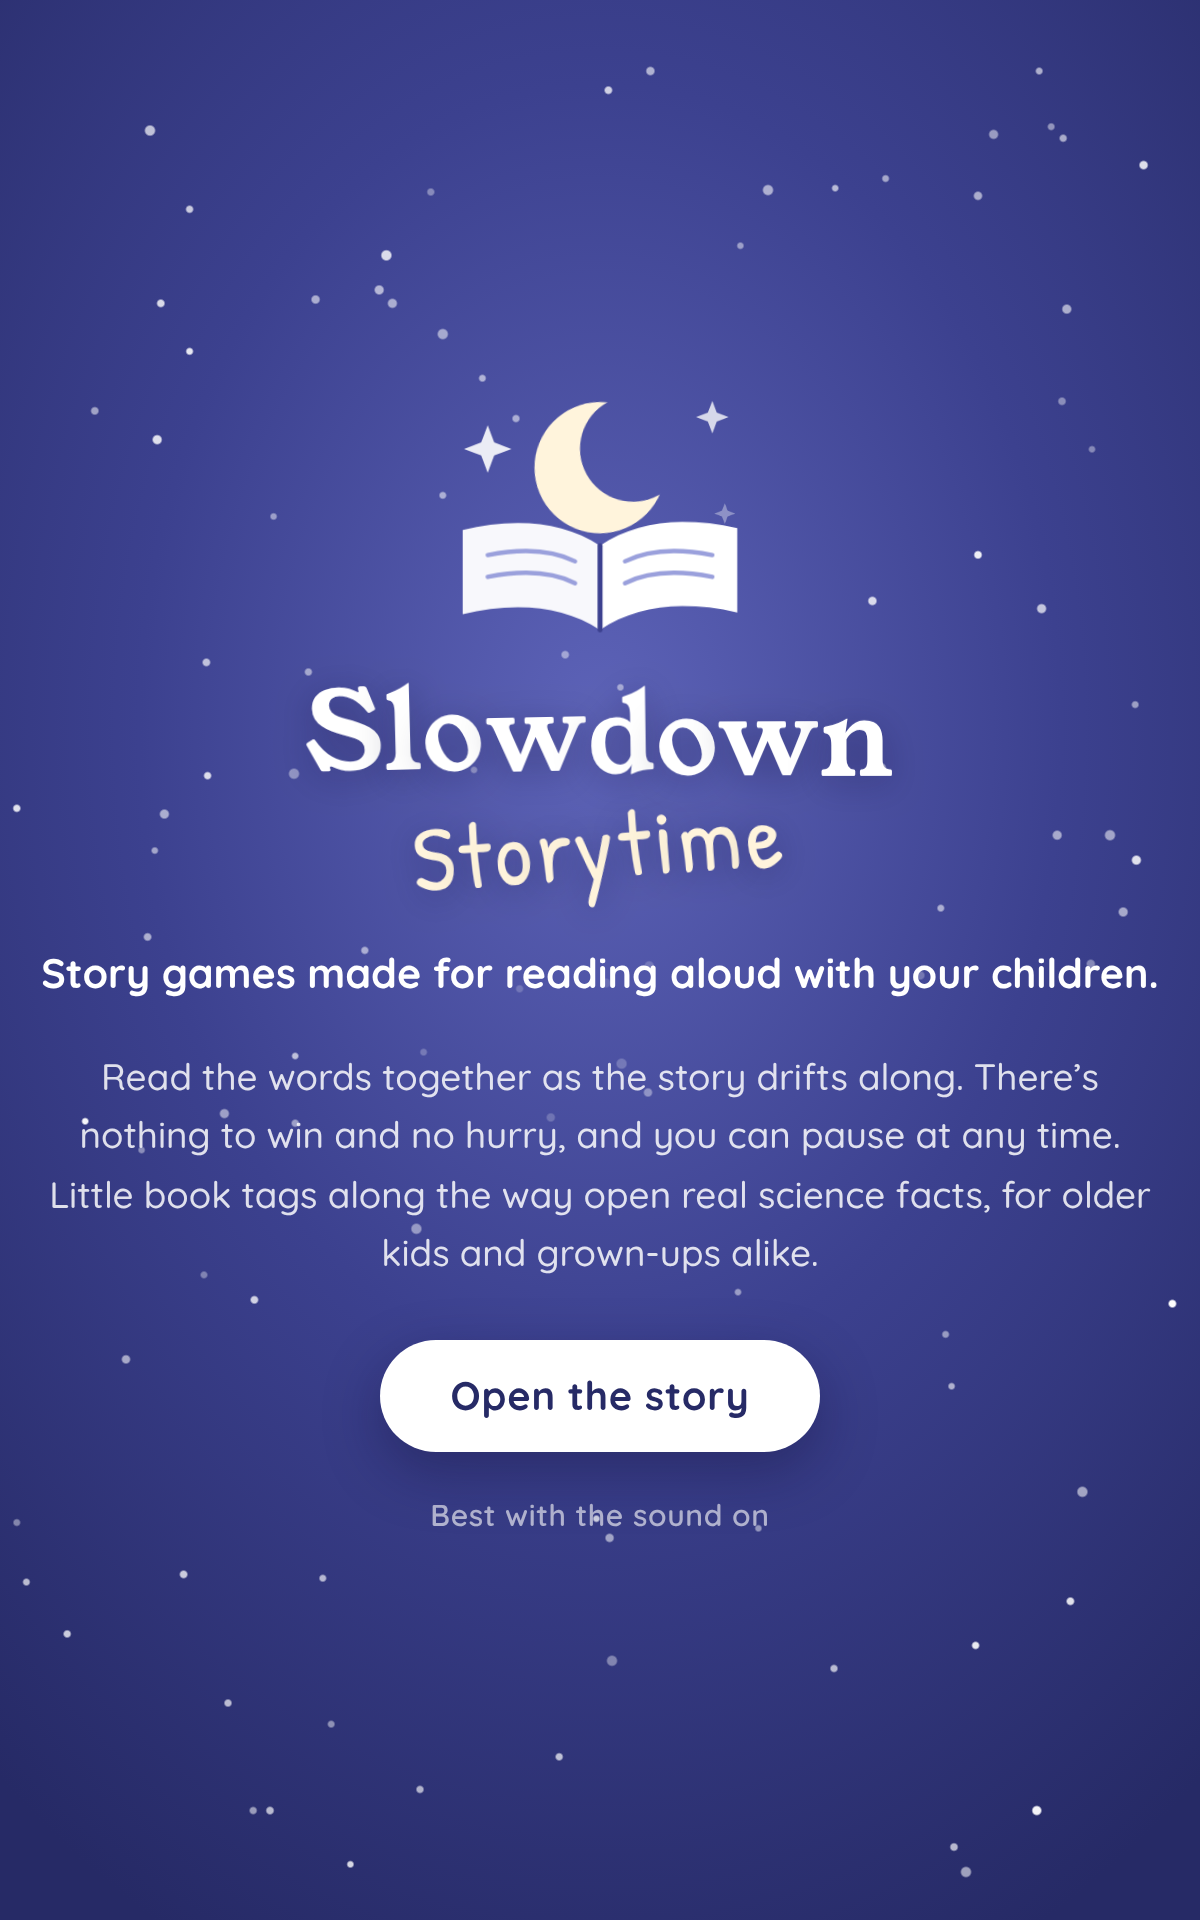 Slowdown
Storytime
Story games made for reading aloud with your children.
Read the words together as the story drifts along. There’s
nothing to win and no hurry, and you can pause at any time.
Little book tags along the way open real science facts, for older
kids and grown-ups alike.
Open the story
Best with the sound on